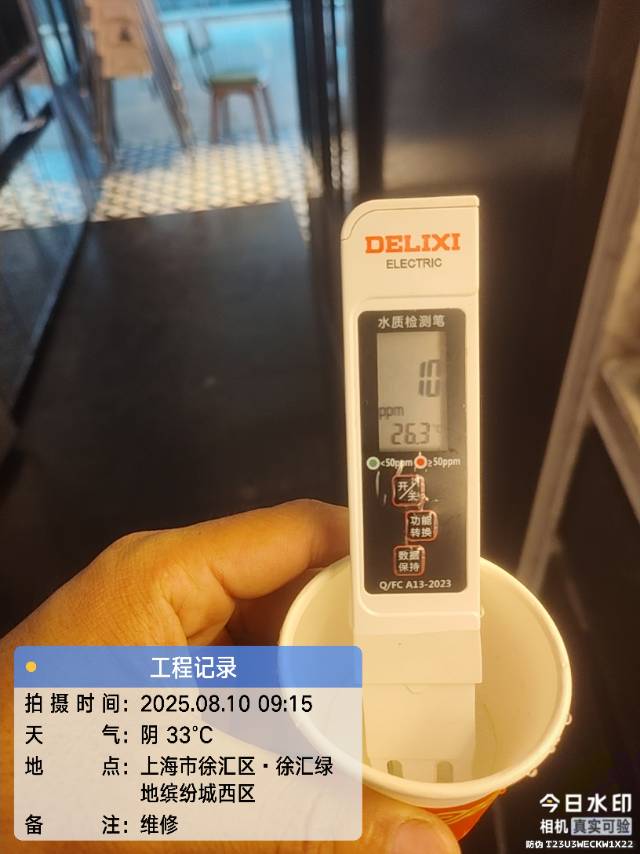 DELIXI
ELECTRIC
水质检测笔
10
ppm
26.3℃
<50ppm ≥50ppm
开/关
功能
转换
数据
保持
Q/FC A13-2023
工程记录
拍摄时间: 2025.08.10 09:15
天气: 阴 33℃
地点: 上海市徐汇区·徐汇绿
地缤纷城西区
备注: 维修
今日水印
相机 真实可验
防伪 T23U3WECKW1X22